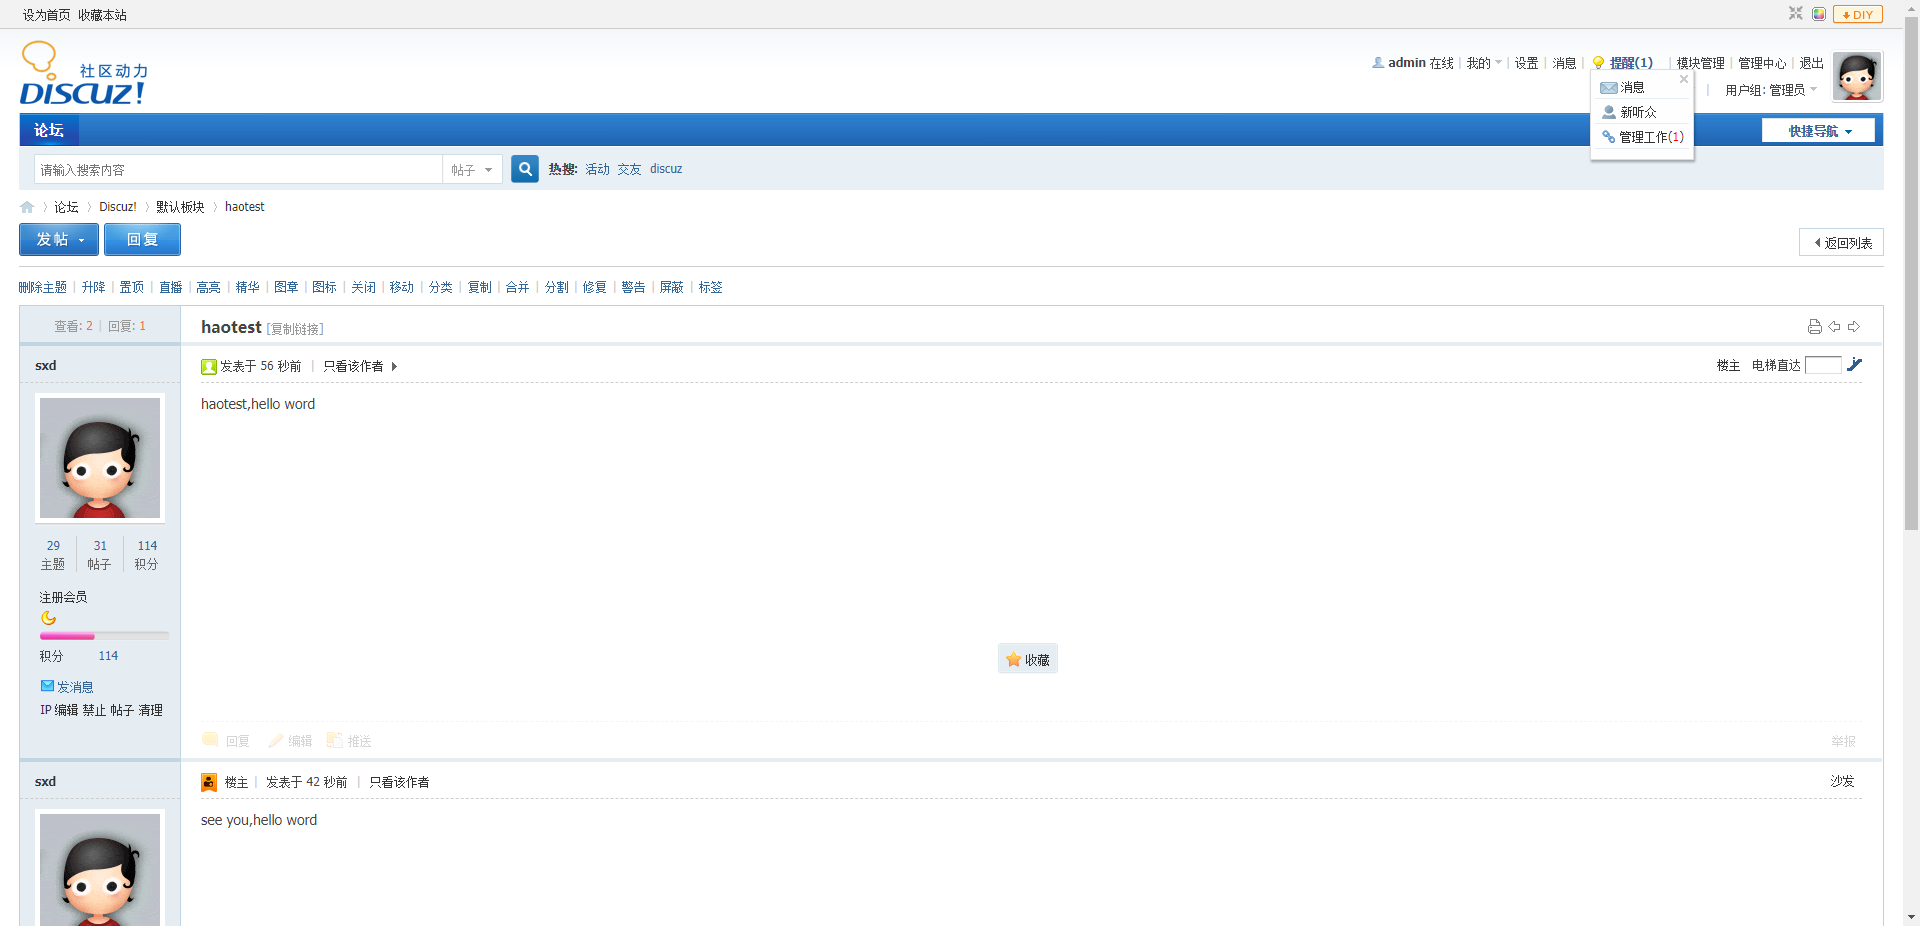 设为首页 收藏本站
DIY
社区动力
DISCUZ!
admin 在线 | 我的 | 设置 | 消息 | 提醒(1) | 模块管理 | 管理中心 | 退出
消息
| 用户组: 管理员
新听众
管理工作(1)
论坛
快捷导航
请输入搜索内容 帖子 热搜: 活动 交友 discuz
论坛 〉 Discuz! 〉 默认板块 〉 haotest
发帖 回复
返回列表
删除主题 | 升降 | 置顶 | 直播 | 高亮 | 精华 | 图章 | 图标 | 关闭 | 移动 | 分类 | 复制 | 合并 | 分割 | 修复 | 警告 | 屏蔽 | 标签
查看: 2 | 回复: 1
haotest [复制链接]
sxd
发表于 56 秒前 | 只看该作者
楼主 电梯直达
haotest,hello word
29 31 114
主题 帖子 积分
注册会员
积分 114
收藏
发消息
IP 编辑 禁止 帖子 清理
回复 编辑 推送 举报
sxd
楼主 | 发表于 42 秒前 | 只看该作者
沙发
see you,hello word